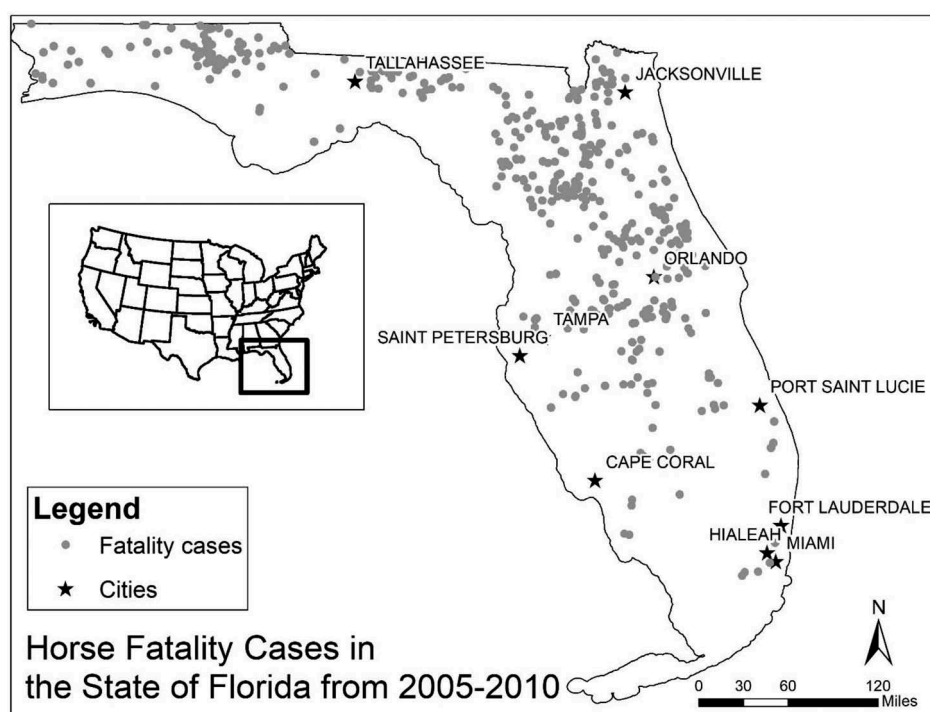 TALLAHASSEE
JACKSONVILLE
ORLANDO
TAMPA
SAINT PETERSBURG
PORT SAINT LUCIE
CAPE CORAL
FORT LAUDERDALE
HIALEAH
MIAMI
Legend
Fatality cases
Cities
Horse Fatality Cases in
the State of Florida from 2005-2010
N
0 30 60 120
Miles